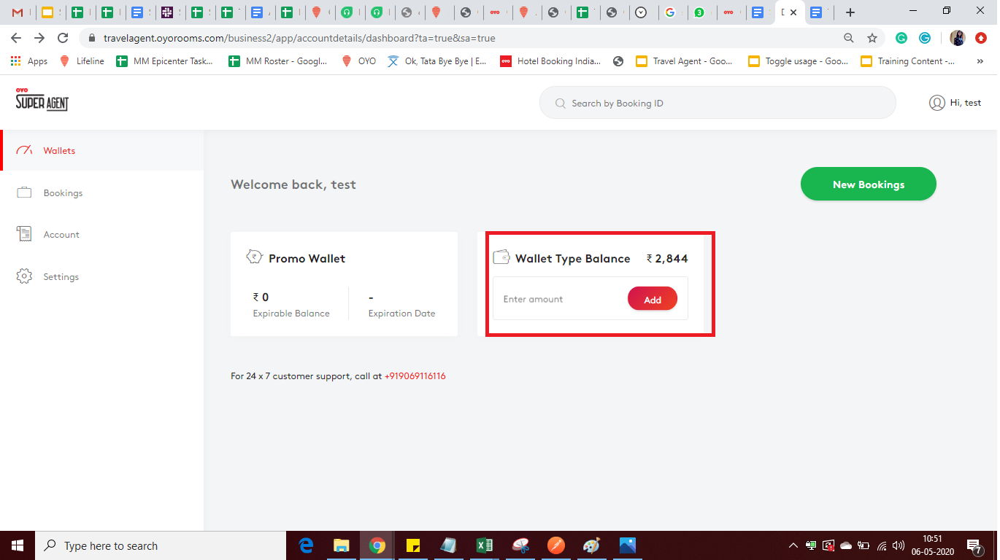 travelagent.oyorooms.com/business2/app/accountdetails/dashboard?ta=true&sa=true
Apps Lifeline MM Epicenter Task... MM Roster - Googl... OYO Ok, Tata Bye Bye | E... OYO Hotel Booking India... Travel Agent - Goo... Toggle usage - Goo... Training Content -... »
OYO
SUPER AGENT
Search by Booking ID
Hi, test
Wallets
Bookings
Account
Settings
Welcome back, test
New Bookings
Promo Wallet
₹ 0
Expirable Balance
-
Expiration Date
Wallet Type Balance ₹ 2,844
Enter amount
Add
For 24 x 7 customer support, call at +919069116116
Type here to search
10:51
06-05-2020
7